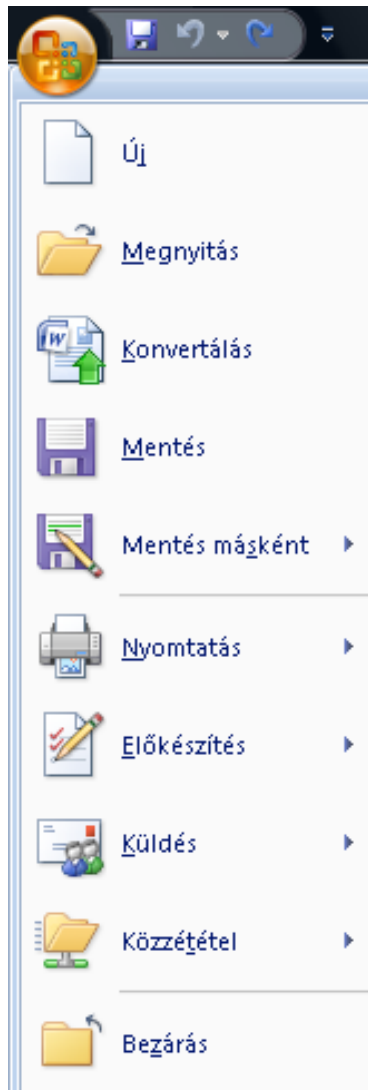 Új
Megnyitás
Konvertálás
Mentés
Mentés másként
Nyomtatás
Előkészítés
Küldés
Közzététel
Bezárás